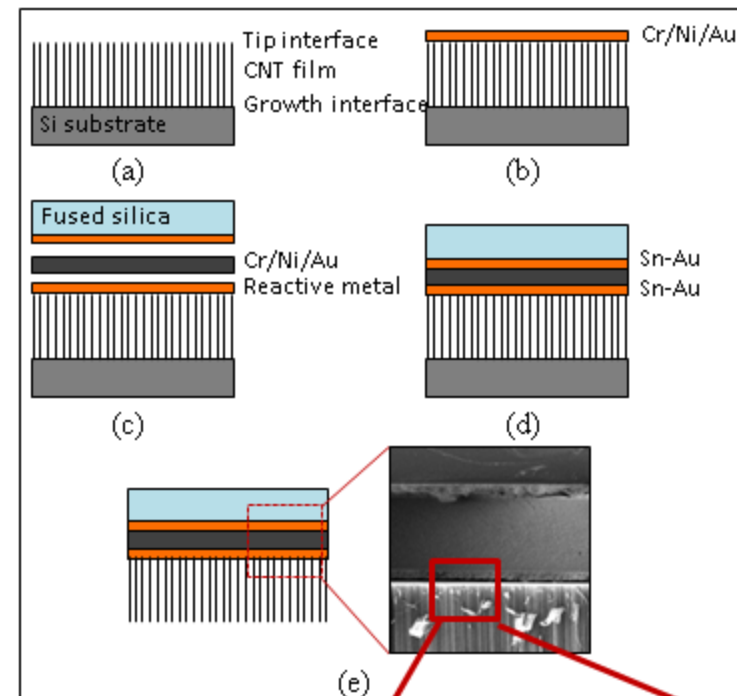 Tip interface
Cr/Ni/Au
CNT film
Growth interface
Si substrate
(a)
(b)
Fused silica
Cr/Ni/Au
Reactive metal
Sn-Au
Sn-Au
(c)
(d)
(e)